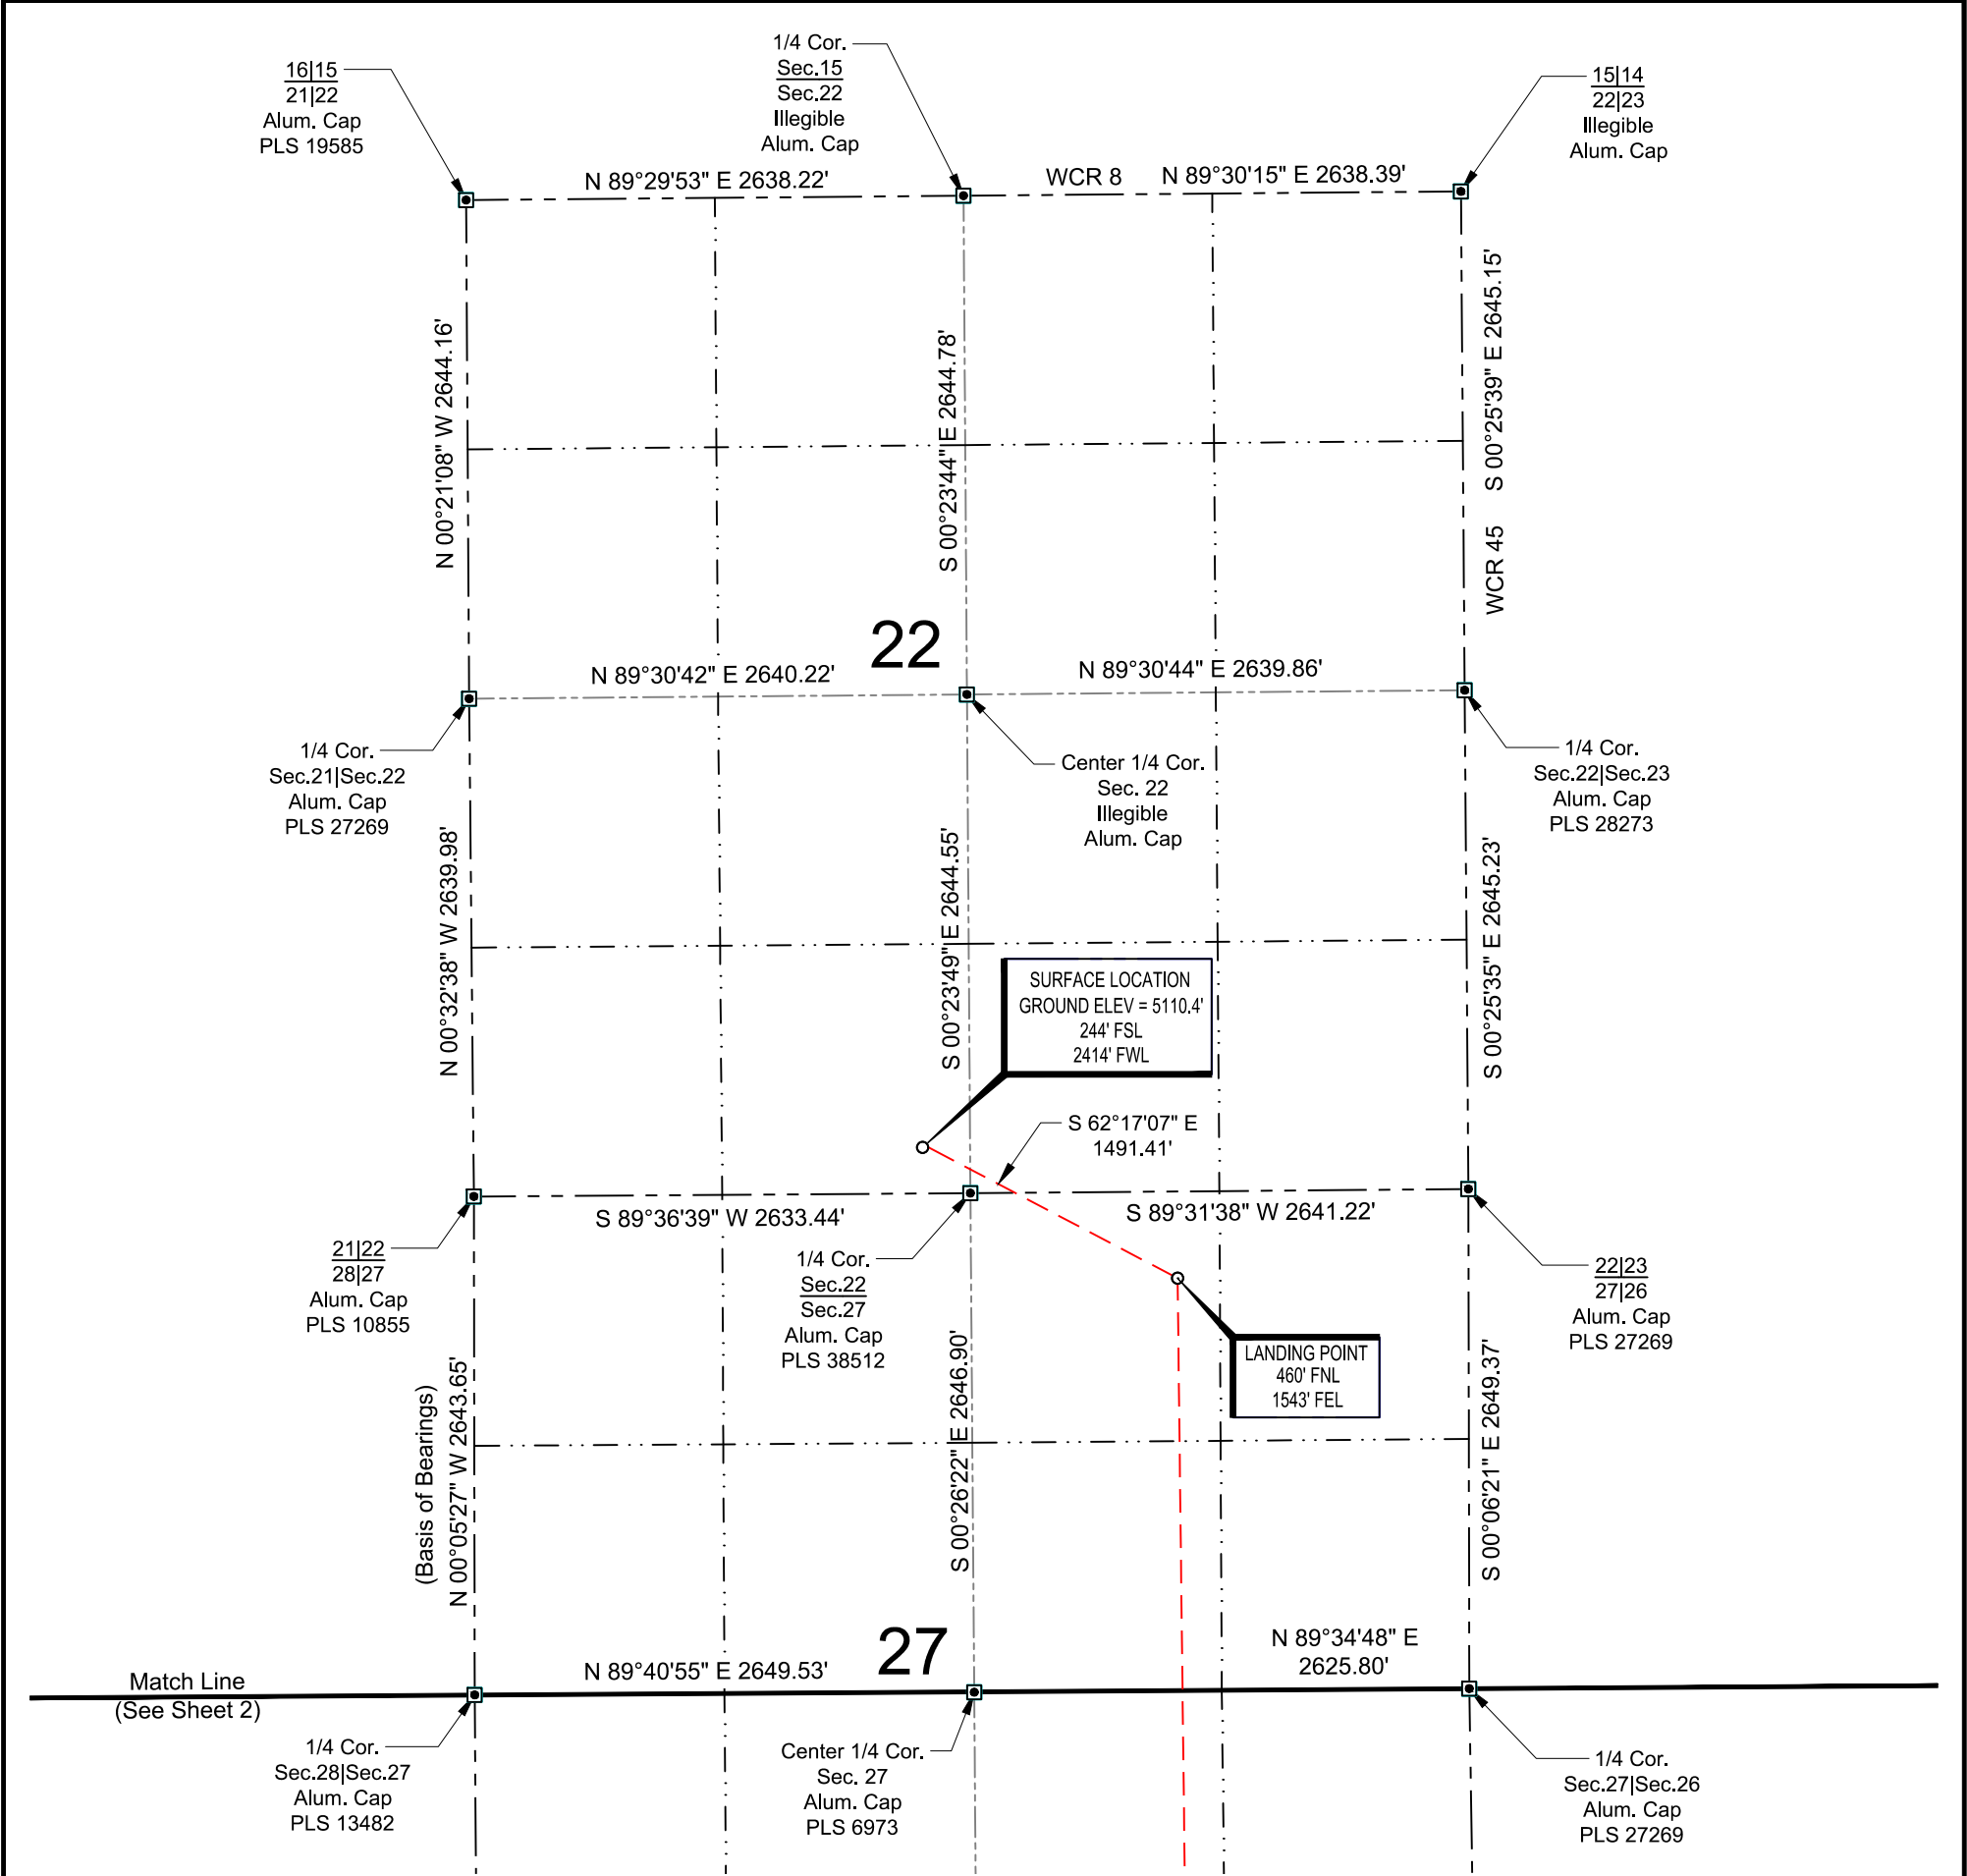 16|15
21|22
Alum. Cap
PLS 19585
1/4 Cor.
Sec.15
Sec.22
Illegible
Alum. Cap
15|14
22|23
Illegible
Alum. Cap
N 89°29'53" E 2638.22'
WCR 8
N 89°30'15" E 2638.39'
N 00°21'08" W 2644.16'
S 00°23'44" E 2644.78'
S 00°25'39" E 2645.15'
WCR 45
22
N 89°30'42" E 2640.22'
N 89°30'44" E 2639.86'
1/4 Cor.
Sec.21|Sec.22
Alum. Cap
PLS 27269
Center 1/4 Cor.
Sec. 22
Illegible
Alum. Cap
1/4 Cor.
Sec.22|Sec.23
Alum. Cap
PLS 28273
N 00°32'38" W 2639.98'
S 00°23'49" E 2644.55'
S 00°25'35" E 2645.23'
SURFACE LOCATION
GROUND ELEV = 5110.4'
244' FSL
2414' FWL
S 62°17'07" E
1491.41'
S 89°36'39" W 2633.44'
S 89°31'38" W 2641.22'
21|22
28|27
Alum. Cap
PLS 10855
1/4 Cor.
Sec.22
Sec.27
Alum. Cap
PLS 38512
22|23
27|26
Alum. Cap
PLS 27269
LANDING POINT
460' FNL
1543' FEL
(Basis of Bearings)
N 00°05'27" W 2643.65'
S 00°26'22" E 2646.90'
S 00°06'21" E 2649.37'
27
N 89°40'55" E 2649.53'
N 89°34'48" E
2625.80'
Match Line
(See Sheet 2)
1/4 Cor.
Sec.28|Sec.27
Alum. Cap
PLS 13482
Center 1/4 Cor.
Sec. 27
Alum. Cap
PLS 6973
1/4 Cor.
Sec.27|Sec.26
Alum. Cap
PLS 27269